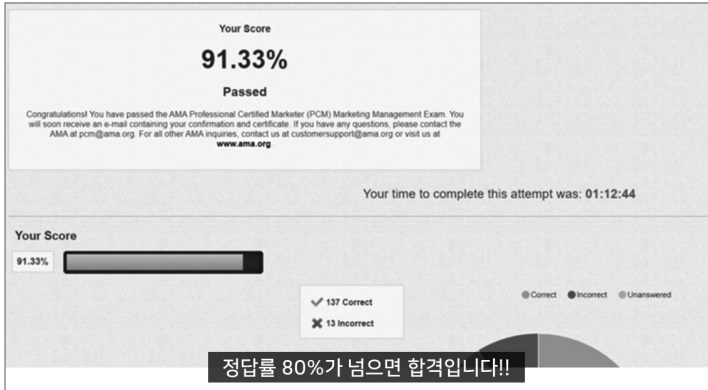 Your Score
91.33%
Passed
Congratulations! You have passed the AMA Professional Certified Marketer (PCM) Marketing Management Exam. You
will soon receive an e-mail containing your confirmation and certificate. If you have any questions, please contact the
AMA at pcm@ama.org. For all other AMA inquiries, contact us at customersupport@ama.org or visit us at
www.ama.org.
Your time to complete this attempt was: 01:12:44
Your Score
91.33%
137 Correct
13 Incorrect
Correct Incorrect Unanswered
정답률 80%가 넘으면 합격입니다!!